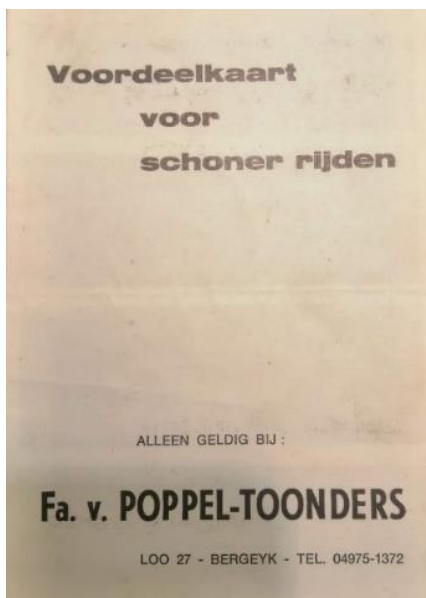 Voordeelkaart
voor
schoner rijden
ALLEEN GELDIG BIJ :
Fa. v. POPPEL-TOONDERS
LOO 27 - BERGEYK - TEL. 04975-1372